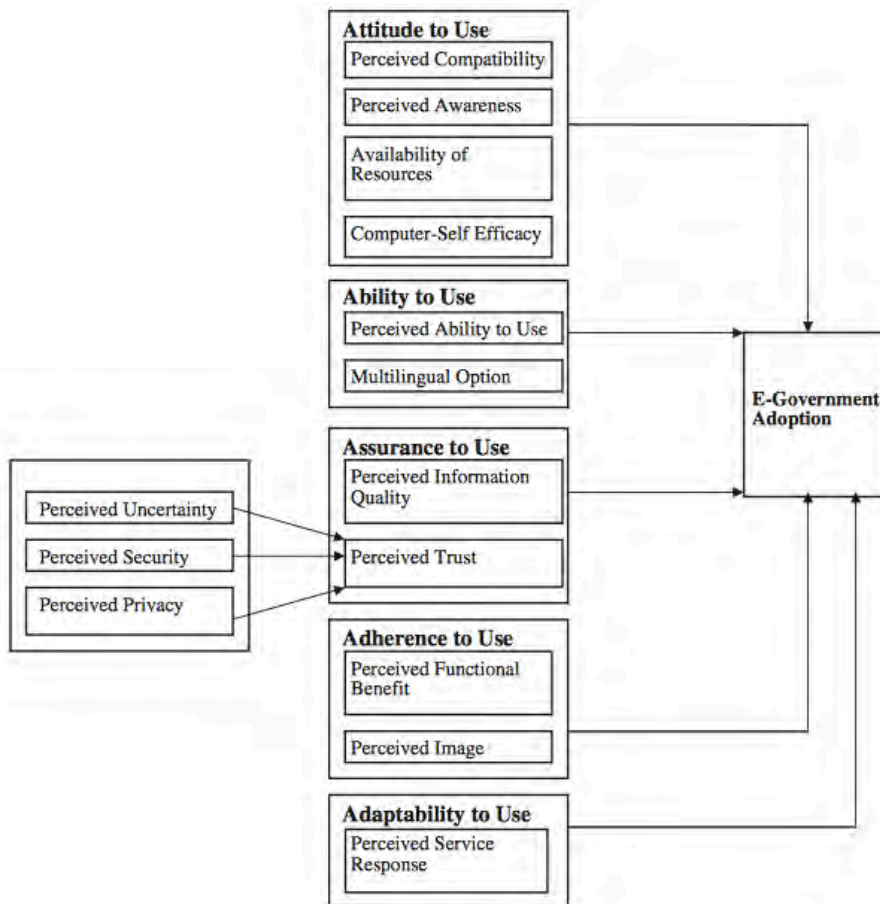 Attitude to Use
Perceived Compatibility
Perceived Awareness
Availability of
Resources
Computer-Self Efficacy
Ability to Use
Perceived Ability to Use
Multilingual Option
E-Government
Adoption
Assurance to Use
Perceived Information
Quality
Perceived Trust
Perceived Uncertainty
Perceived Security
Perceived Privacy
Adherence to Use
Perceived Functional
Benefit
Perceived Image
Adaptability to Use
Perceived Service
Response